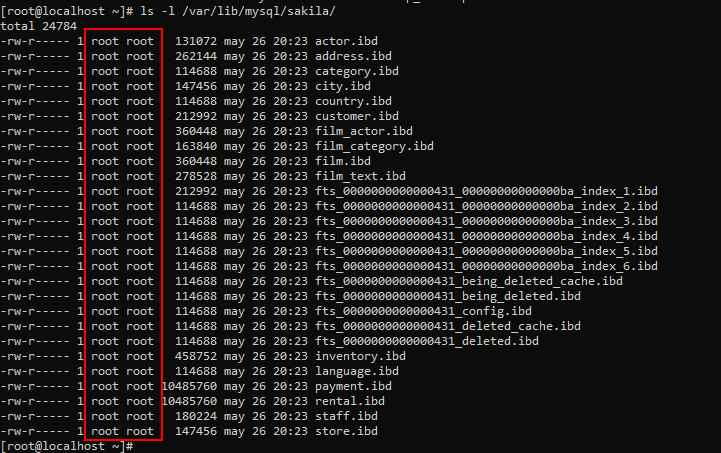 [root@localhost ~]# ls -l /var/lib/mysql/sakila/
total 24784
-rw-r----- 1 root root 131072 may 26 20:23 actor.ibd
-rw-r----- 1 root root 262144 may 26 20:23 address.ibd
-rw-r----- 1 root root 114688 may 26 20:23 category.ibd
-rw-r----- 1 root root 147456 may 26 20:23 city.ibd
-rw-r----- 1 root root 114688 may 26 20:23 country.ibd
-rw-r----- 1 root root 212992 may 26 20:23 customer.ibd
-rw-r----- 1 root root 360448 may 26 20:23 film_actor.ibd
-rw-r----- 1 root root 163840 may 26 20:23 film_category.ibd
-rw-r----- 1 root root 360448 may 26 20:23 film.ibd
-rw-r----- 1 root root 278528 may 26 20:23 film_text.ibd
-rw-r----- 1 root root 212992 may 26 20:23 fts_0000000000000431_00000000000000ba_index_1.ibd
-rw-r----- 1 root root 114688 may 26 20:23 fts_0000000000000431_00000000000000ba_index_2.ibd
-rw-r----- 1 root root 114688 may 26 20:23 fts_0000000000000431_00000000000000ba_index_3.ibd
-rw-r----- 1 root root 114688 may 26 20:23 fts_0000000000000431_00000000000000ba_index_4.ibd
-rw-r----- 1 root root 114688 may 26 20:23 fts_0000000000000431_00000000000000ba_index_5.ibd
-rw-r----- 1 root root 114688 may 26 20:23 fts_0000000000000431_00000000000000ba_index_6.ibd
-rw-r----- 1 root root 114688 may 26 20:23 fts_0000000000000431_being_deleted_cache.ibd
-rw-r----- 1 root root 114688 may 26 20:23 fts_0000000000000431_being_deleted.ibd
-rw-r----- 1 root root 114688 may 26 20:23 fts_0000000000000431_config.ibd
-rw-r----- 1 root root 114688 may 26 20:23 fts_0000000000000431_deleted_cache.ibd
-rw-r----- 1 root root 114688 may 26 20:23 fts_0000000000000431_deleted.ibd
-rw-r----- 1 root root 458752 may 26 20:23 inventory.ibd
-rw-r----- 1 root root 114688 may 26 20:23 language.ibd
-rw-r----- 1 root root 10485760 may 26 20:23 payment.ibd
-rw-r----- 1 root root 10485760 may 26 20:23 rental.ibd
-rw-r----- 1 root root 180224 may 26 20:23 staff.ibd
-rw-r----- 1 root root 147456 may 26 20:23 store.ibd
[root@localhost ~]#